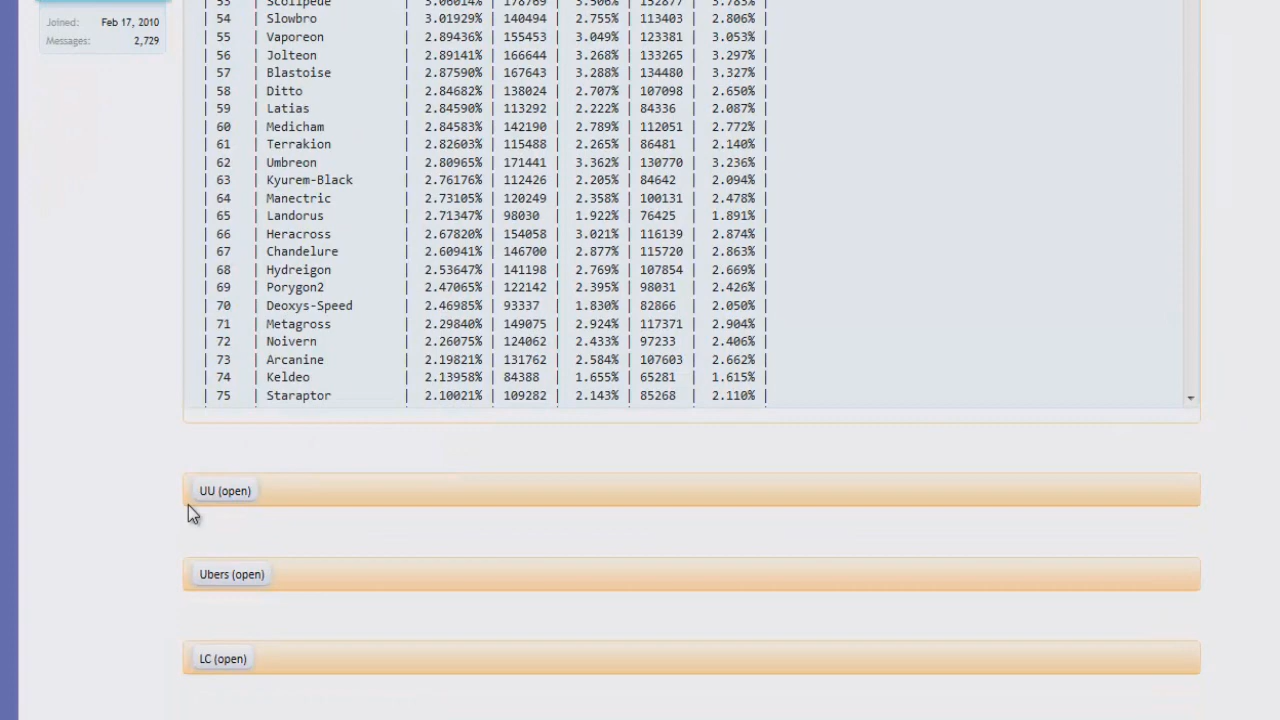 Joined: Feb 17, 2010
Messages: 2,729
| 53 | Scolipede | 3.06014% | 178769 | 3.506% | 152877 | 3.783% |
| 54 | Slowbro | 3.01929% | 140494 | 2.755% | 113403 | 2.806% |
| 55 | Vaporeon | 2.89436% | 155453 | 3.049% | 123381 | 3.053% |
| 56 | Jolteon | 2.89141% | 166644 | 3.268% | 133265 | 3.297% |
| 57 | Blastoise | 2.87590% | 167643 | 3.288% | 134480 | 3.327% |
| 58 | Ditto | 2.84682% | 138024 | 2.707% | 107098 | 2.650% |
| 59 | Latias | 2.84590% | 113292 | 2.222% | 84336 | 2.087% |
| 60 | Medicham | 2.84583% | 142190 | 2.789% | 112051 | 2.772% |
| 61 | Terrakion | 2.82603% | 115488 | 2.265% | 86481 | 2.140% |
| 62 | Umbreon | 2.80965% | 171441 | 3.362% | 130770 | 3.236% |
| 63 | Kyurem-Black | 2.76176% | 112426 | 2.205% | 84642 | 2.094% |
| 64 | Manectric | 2.73105% | 120249 | 2.358% | 100131 | 2.478% |
| 65 | Landorus | 2.71347% | 98030 | 1.922% | 76425 | 1.891% |
| 66 | Heracross | 2.67820% | 154058 | 3.021% | 116139 | 2.874% |
| 67 | Chandelure | 2.60941% | 146700 | 2.877% | 115720 | 2.863% |
| 68 | Hydreigon | 2.53647% | 141198 | 2.769% | 107854 | 2.669% |
| 69 | Porygon2 | 2.47065% | 122142 | 2.395% | 98031 | 2.426% |
| 70 | Deoxys-Speed | 2.46985% | 93337 | 1.830% | 82866 | 2.050% |
| 71 | Metagross | 2.29840% | 149075 | 2.924% | 117371 | 2.904% |
| 72 | Noivern | 2.26075% | 124062 | 2.433% | 97233 | 2.406% |
| 73 | Arcanine | 2.19821% | 131762 | 2.584% | 107603 | 2.662% |
| 74 | Keldeo | 2.13958% | 84388 | 1.655% | 65281 | 1.615% |
| 75 | Staraptor | 2.10021% | 109282 | 2.143% | 85268 | 2.110% |
UU (open)
Ubers (open)
LC (open)